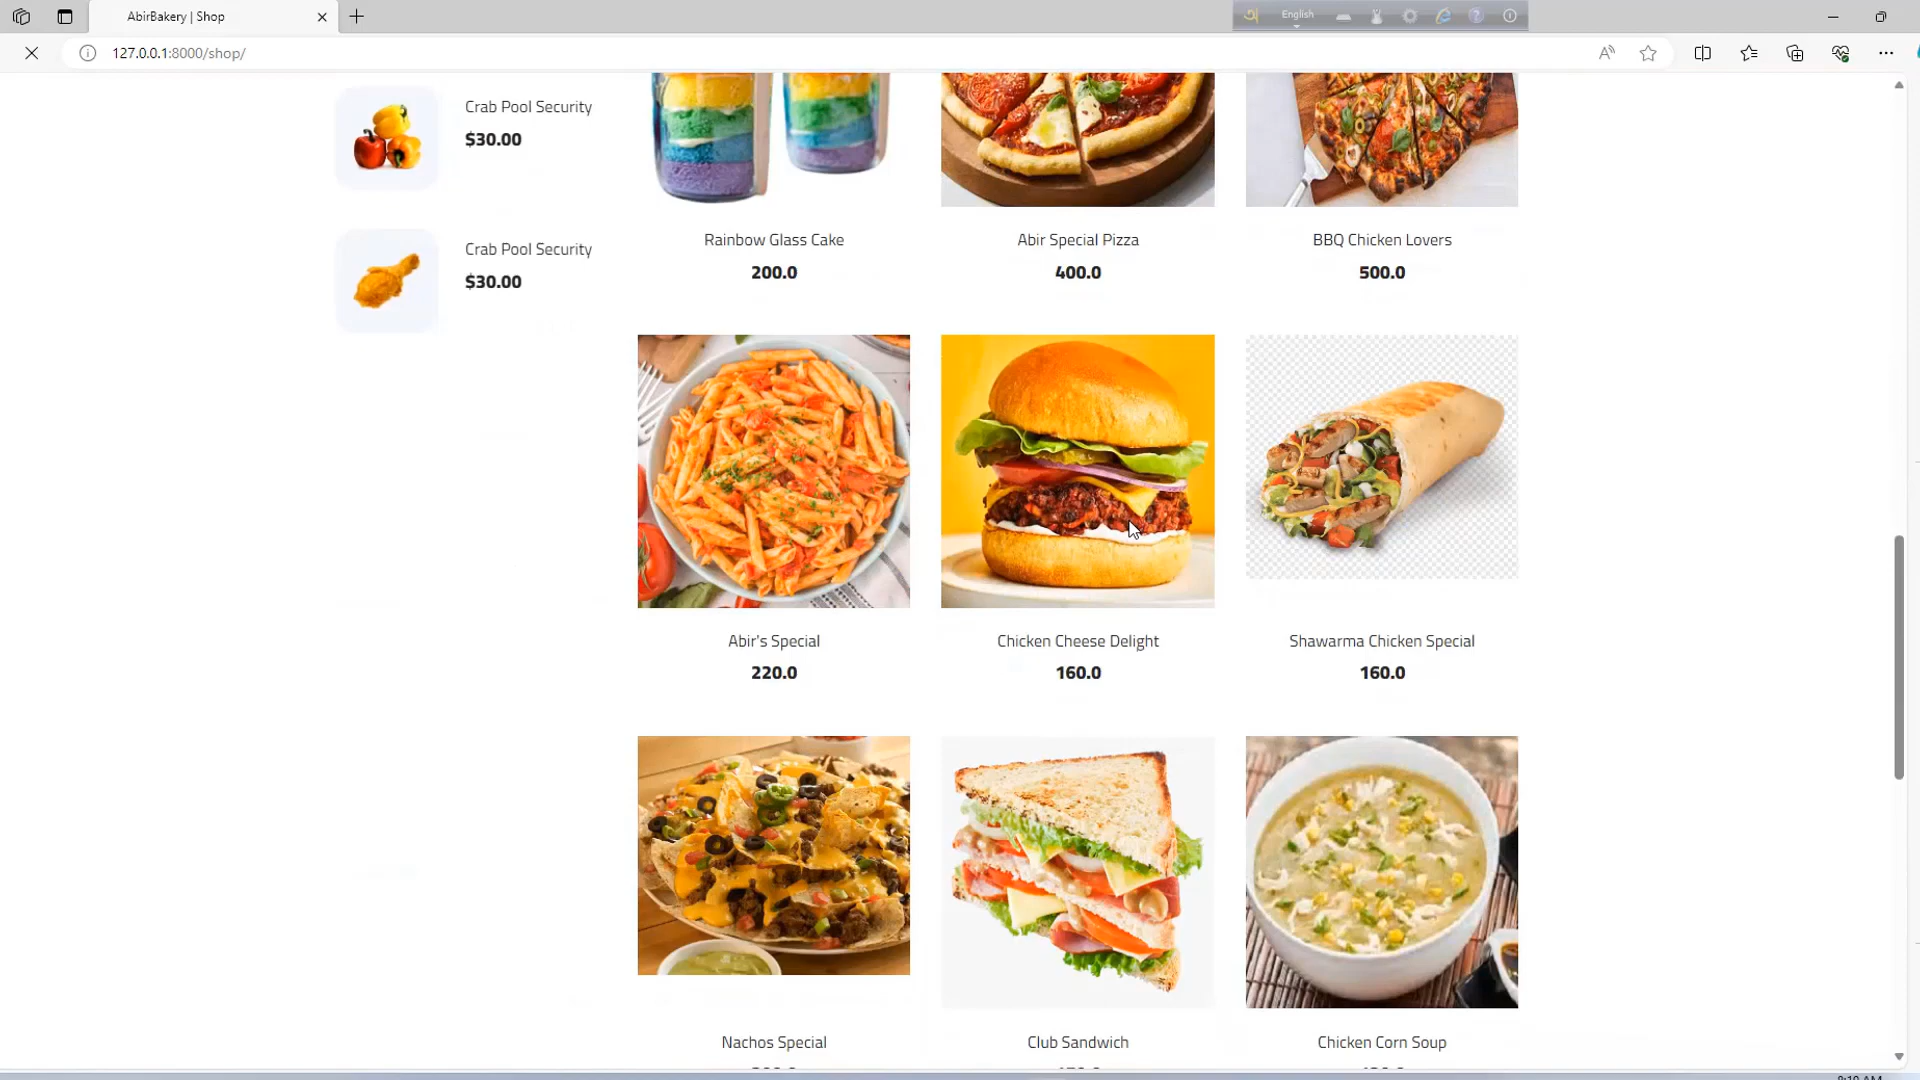 AbirBakery | Shop
English
127.0.0.1:8000/shop/
Crab Pool Security
$30.00
Crab Pool Security
$30.00
Rainbow Glass Cake
200.0
Abir Special Pizza
400.0
BBQ Chicken Lovers
500.0
Abir's Special
220.0
Chicken Cheese Delight
160.0
Shawarma Chicken Special
160.0
Nachos Special
Club Sandwich
Chicken Corn Soup